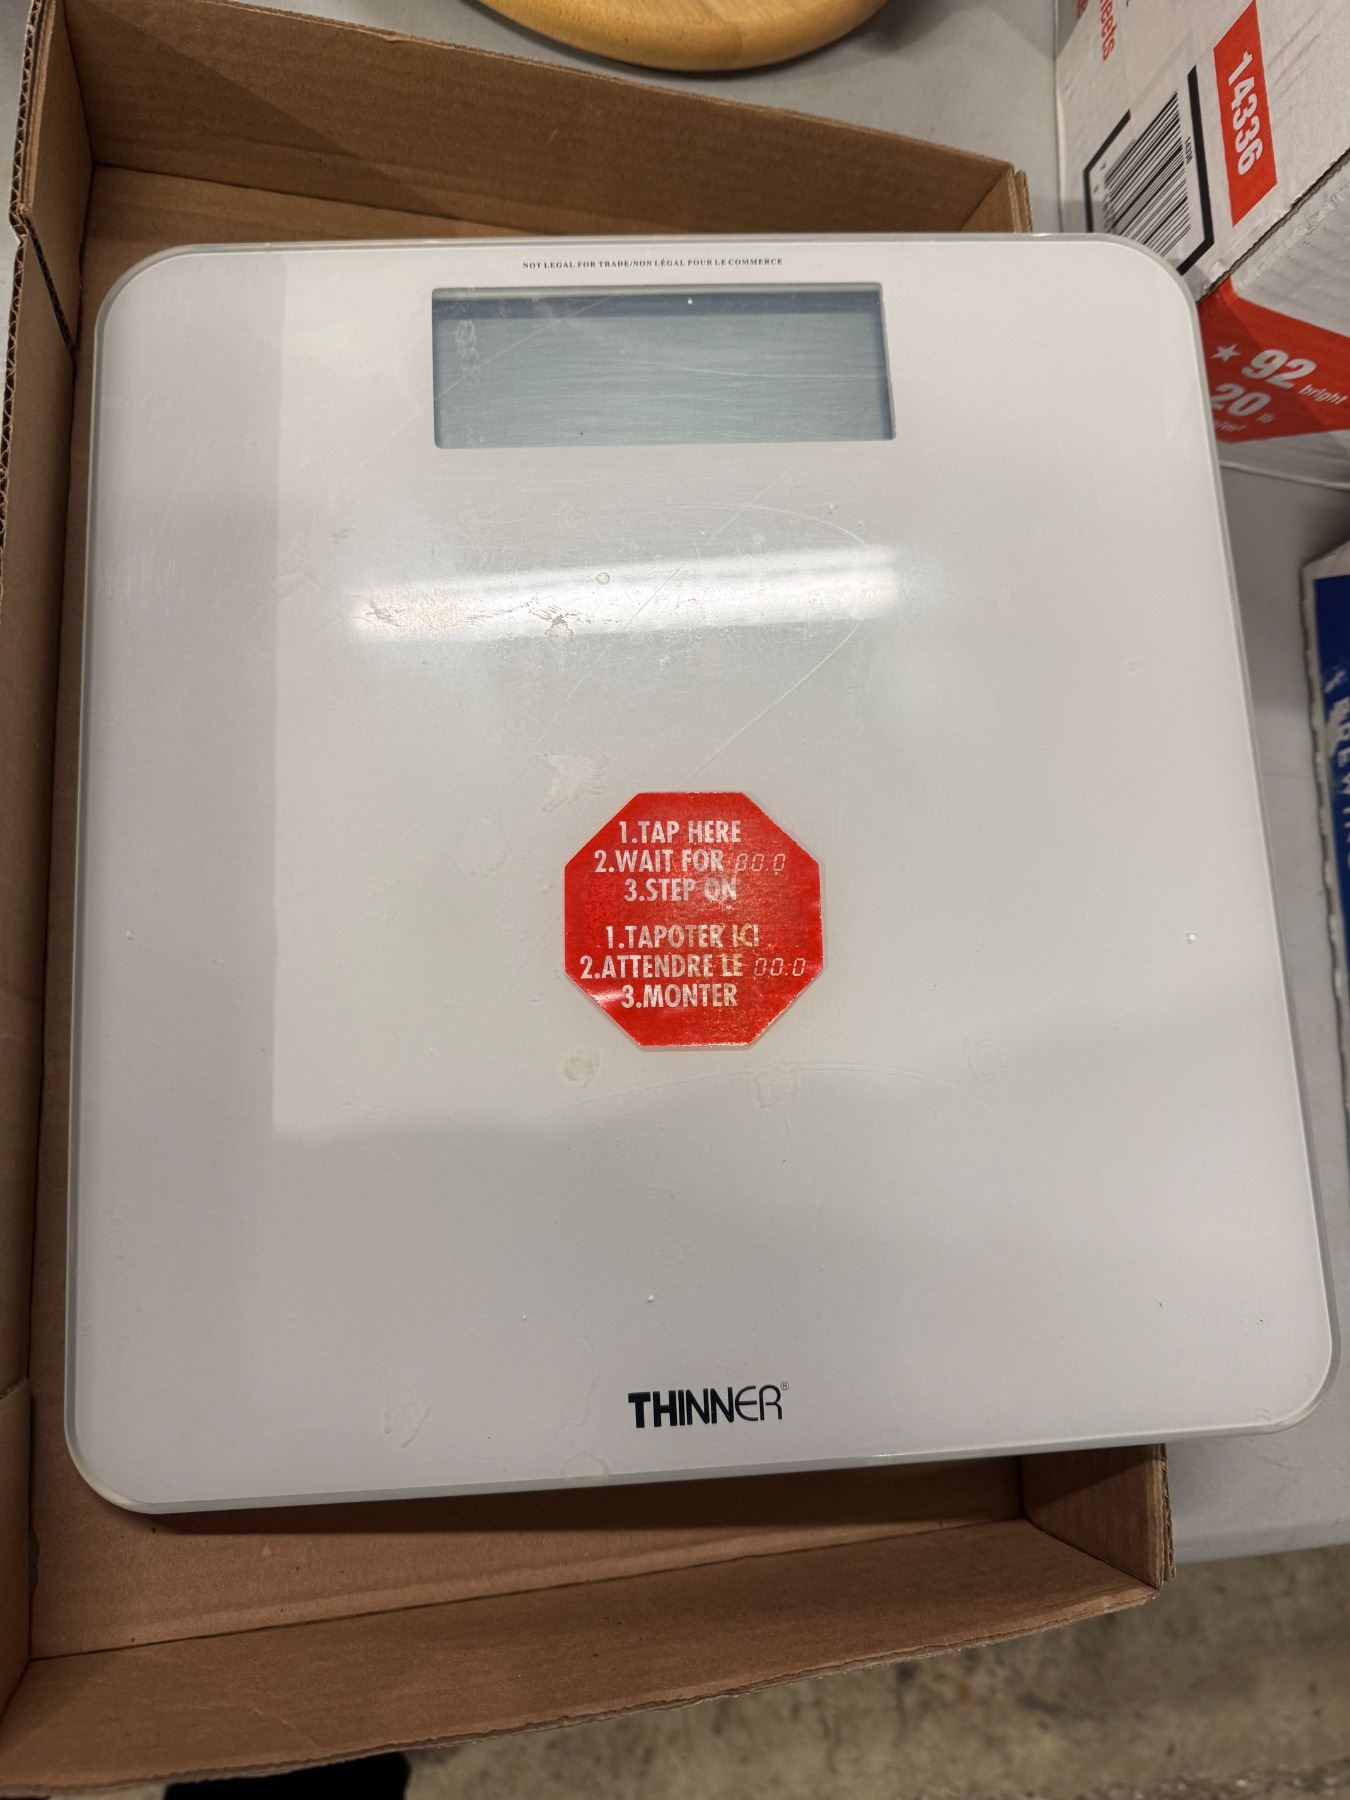 14336
NOT LEGAL FOR TRADE/NON LÉGAL POUR LE COMMERCE
★ 92
bright
20
lb
1.TAP HERE
2.WAIT FOR 00.0
3.STEP ON
1.TAPOTER ICI
2.ATTENDRE LE 00.0
3.MONTER
THINNER®